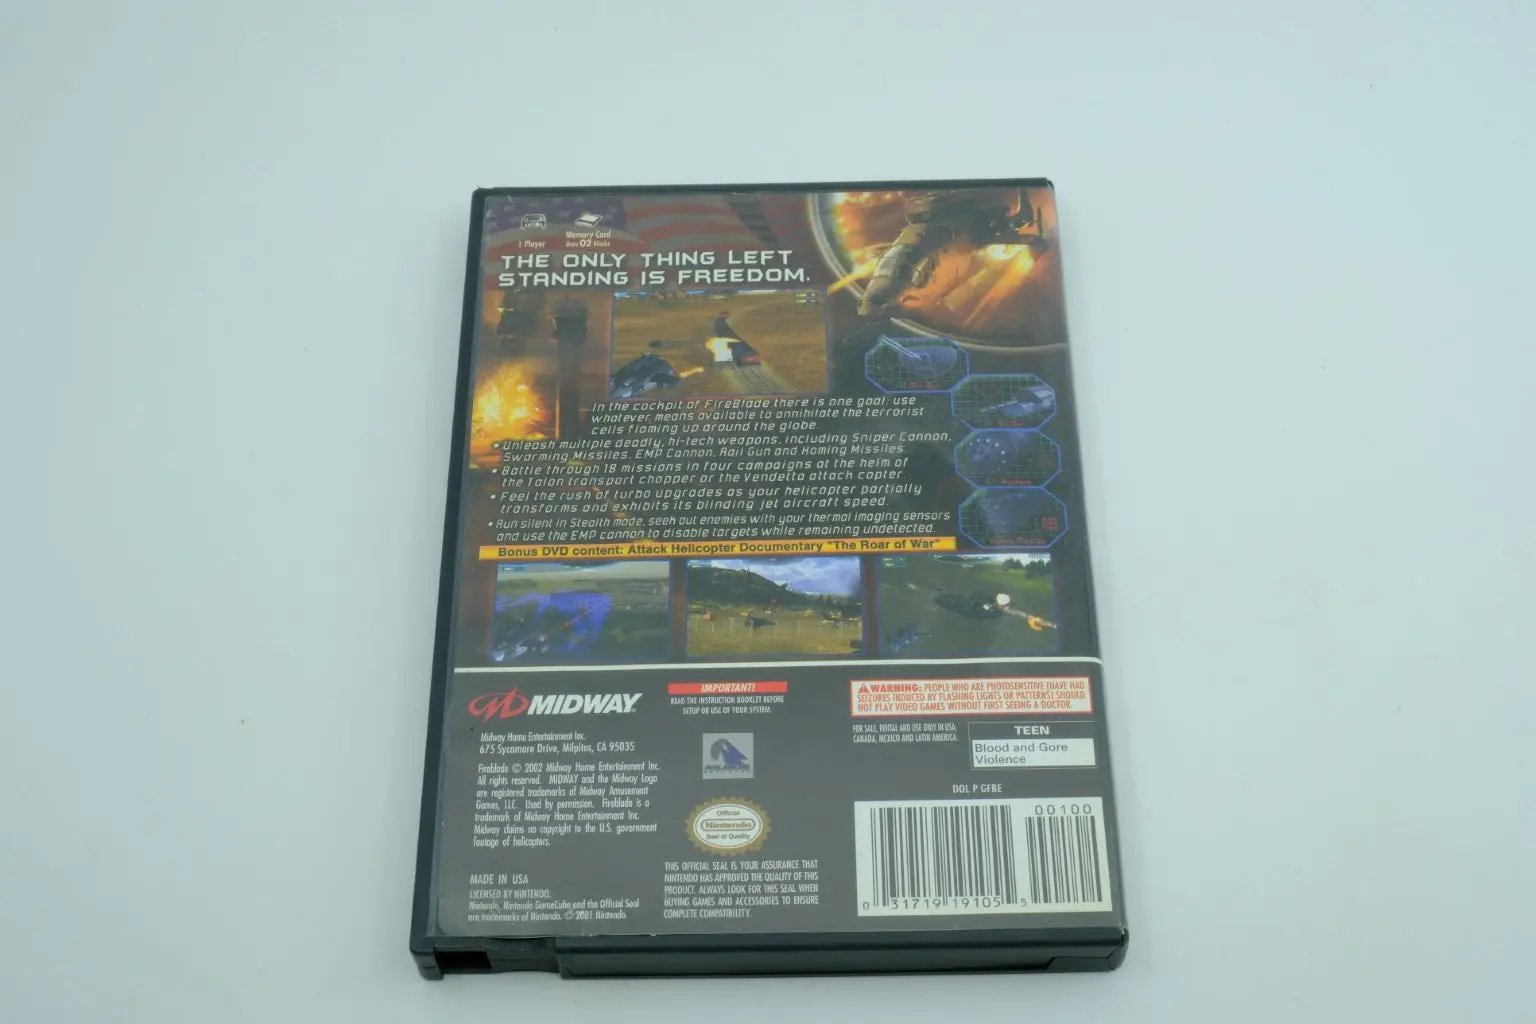 1 Player
Memory Card
Uses 02 Blocks
THE ONLY THING LEFT
STANDING IS FREEDOM.
In the cockpit of FireBlade there is one goal: use
whatever means available to annihilate the terrorist
cells flaming up around the globe.
• Unleash multiple deadly, hi-tech weapons, including Sniper Cannon,
Swarming Missiles, EMP Cannon, Rail Gun and Homing Missiles.
• Battle through 18 missions in four campaigns at the helm of
the Talon transport chopper or the Vendetta attack copter.
• Feel the rush of turbo upgrades as your helicopter partially
transforms and exhibits its blinding jet aircraft speed.
• Run silent in Stealth mode, seek out enemies with your thermal imaging sensors
and use the EMP cannon to disable targets while remaining undetected.
Bonus DVD content: Attack Helicopter Documentary "The Roar of War"
MIDWAY
Midway Home Entertainment Inc.
675 Sycamore Drive, Milpitas, CA 95035
Fireblade © 2002 Midway Home Entertainment Inc.
All rights reserved. MIDWAY and the Midway Logo
are registered trademarks of Midway Amusement
Games, LLC. Used by permission. Fireblade is a
trademark of Midway Home Entertainment Inc.
Midway claims no copyright to the U.S. government
footage of helicopters.
MADE IN USA
LICENSED BY NINTENDO.
Nintendo, Nintendo GameCube and the Official Seal
are trademarks of Nintendo. © 2001 Nintendo.
IMPORTANT!
READ THE INSTRUCTION BOOKLET BEFORE
SETUP OR USE OF YOUR SYSTEM.
Official
Nintendo
Seal of Quality
THIS OFFICIAL SEAL IS YOUR ASSURANCE THAT
NINTENDO HAS APPROVED THE QUALITY OF THIS
PRODUCT. ALWAYS LOOK FOR THIS SEAL WHEN
BUYING GAMES AND ACCESSORIES TO ENSURE
COMPLETE COMPATIBILITY.
WARNING: PEOPLE WHO ARE PHOTOSENSITIVE (HAVE HAD
SEIZURES INDUCED BY FLASHING LIGHTS OR PATTERNS) SHOULD
NOT PLAY VIDEO GAMES WITHOUT FIRST SEEING A DOCTOR.
FOR SALE, RENTAL AND USE ONLY IN USA,
CANADA, MEXICO AND LATIN AMERICA.
TEEN
Blood and Gore
Violence
DOL P GFBE
00100
0 31719 19105 5